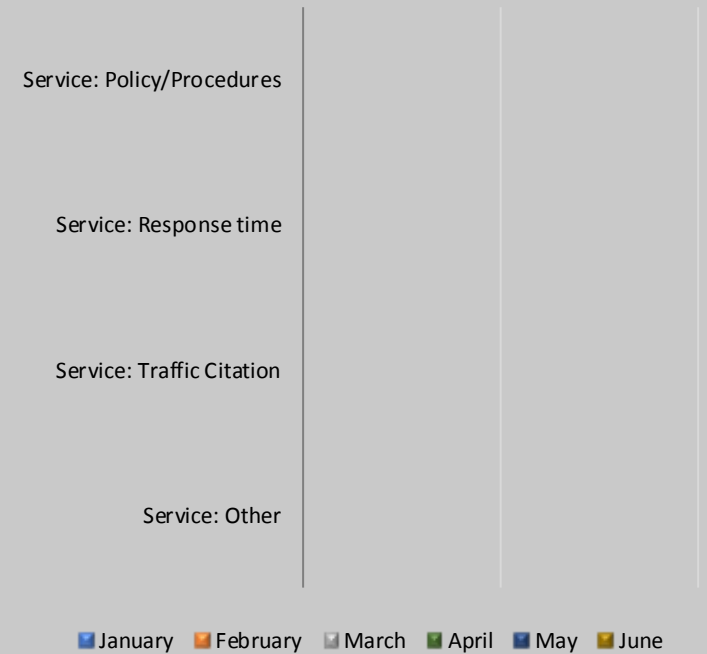 Service: Policy/Procedures
Service: Response time
Service: Traffic Citation
Service: Other
January February March April May June